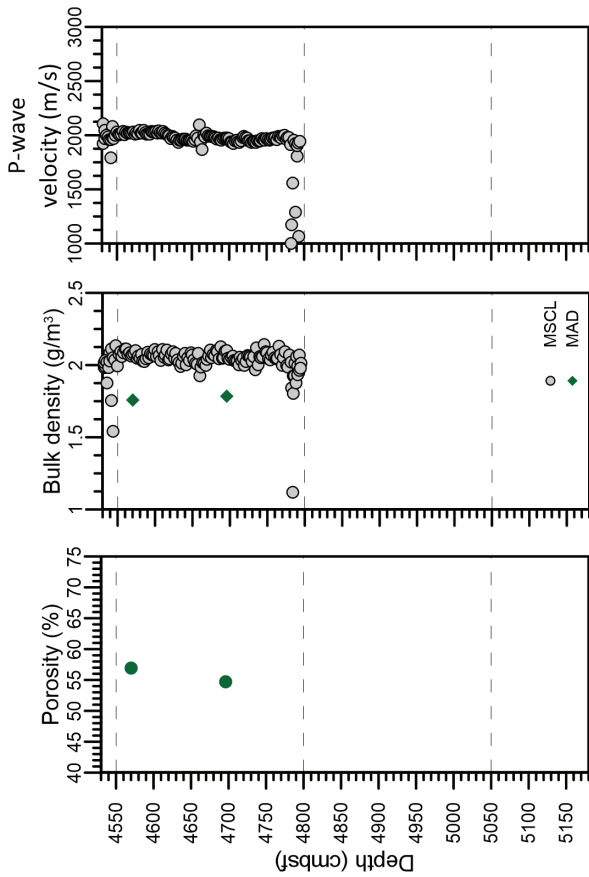 P-wave
velocity (m/s)
1000 1500 2000 2500 3000
Bulk density (g/m³)
1 1.5 2 2.5
MSCL
MAD
Porosity (%)
40 45 50 55 60 65 70 75
4550
4600
4650
4700
4750
4800
4850
4900
4950
5000
5050
5100
5150
Depth (cmbsf)